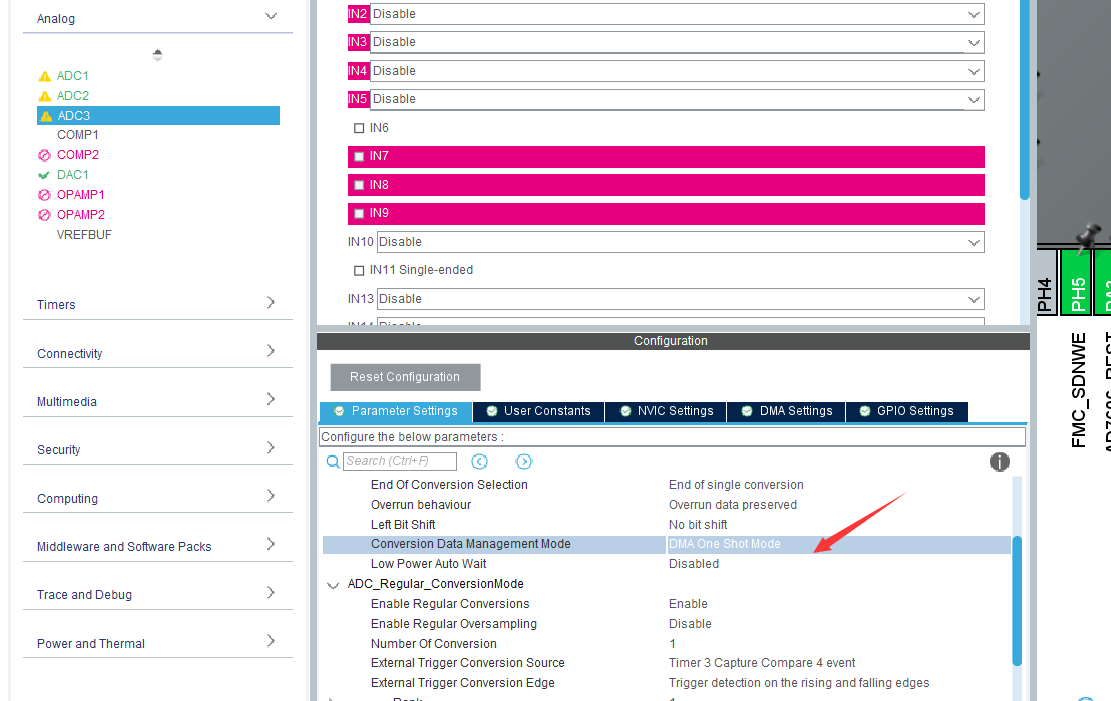 Analog
ADC1
ADC2
ADC3
COMP1
COMP2
DAC1
OPAMP1
OPAMP2
VREFBUF
Timers
Connectivity
Multimedia
Security
Computing
Middleware and Software Packs
Trace and Debug
Power and Thermal
IN2 Disable
IN3 Disable
IN4 Disable
IN5 Disable
IN6
IN7
IN8
IN9
IN10 Disable
IN11 Single-ended
IN13 Disable
Configuration
Reset Configuration
Parameter Settings User Constants NVIC Settings DMA Settings GPIO Settings
Configure the below parameters :
Search (Ctrl+F)
End Of Conversion Selection End of single conversion
Overrun behaviour Overrun data preserved
Left Bit Shift No bit shift
Conversion Data Management Mode DMA One Shot Mode
Low Power Auto Wait Disabled
ADC_Regular_ConversionMode
Enable Regular Conversions Enable
Enable Regular Oversampling Disable
Number Of Conversion 1
External Trigger Conversion Source Timer 3 Capture Compare 4 event
External Trigger Conversion Edge Trigger detection on the rising and falling edges
PH4
PH5
FMC_SDNWE